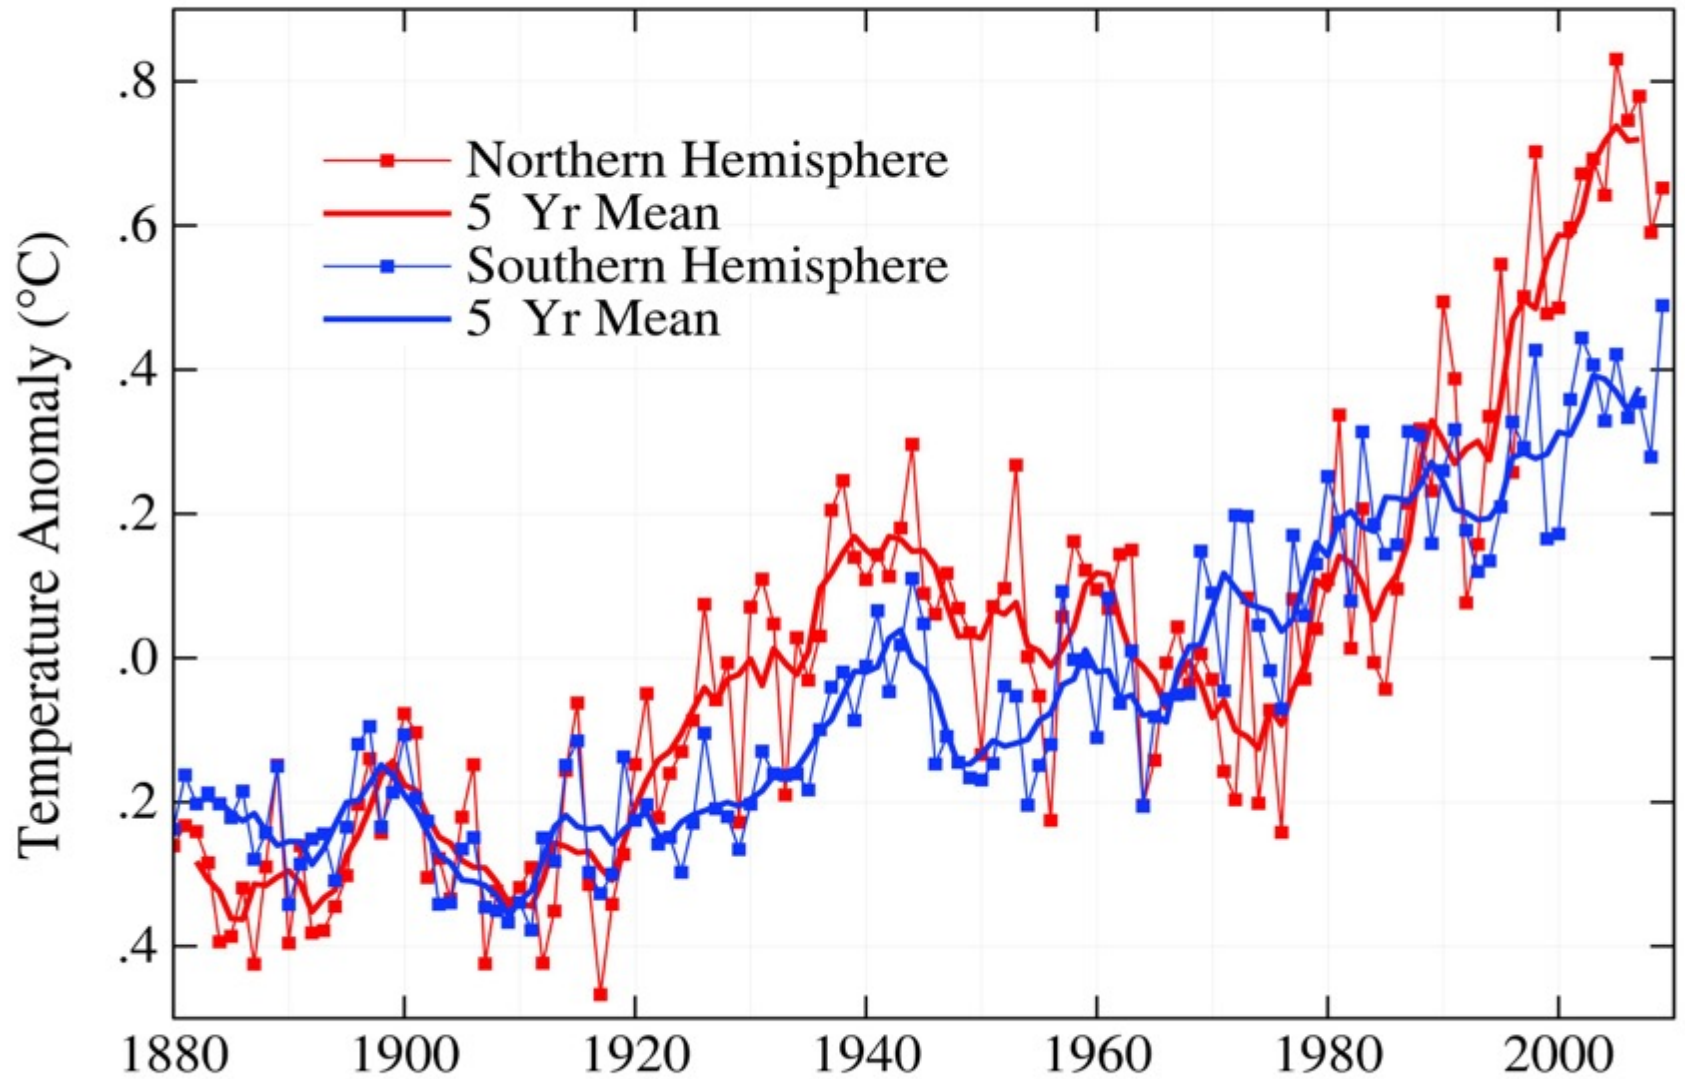 .8
.6
.4
.2
.0
.2
.4
Temperature Anomaly (°C)
Northern Hemisphere
5 Yr Mean
Southern Hemisphere
5 Yr Mean
1880 1900 1920 1940 1960 1980 2000